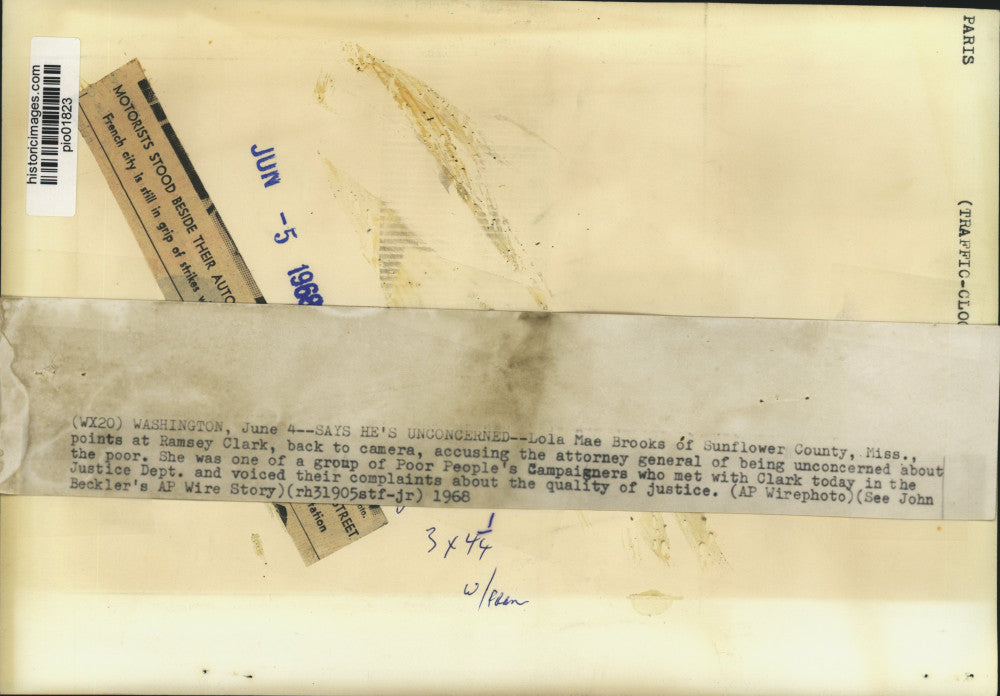 historicimages.com
pio01823
MOTORISTS STOOD BESIDE THEIR AUTO
French city is still in grip of strikes
STREET
JUN -5 1968
PARIS
(TRAFFIC-CLO
(WX20) WASHINGTON, June 4--SAYS HE'S UNCONCERNED--Lola Mae Brooks of Sunflower County, Miss.,
points at Ramsey Clark, back to camera, accusing the attorney general of being unconcerned about
the poor. She was one of a group of Poor People's Campaigners who met with Clark today in the
Justice Dept. and voiced their complaints about the quality of justice. (AP Wirephoto)(See John
Beckler's AP Wire Story)(rh31905stf-jr) 1968
3 x 4 1/4